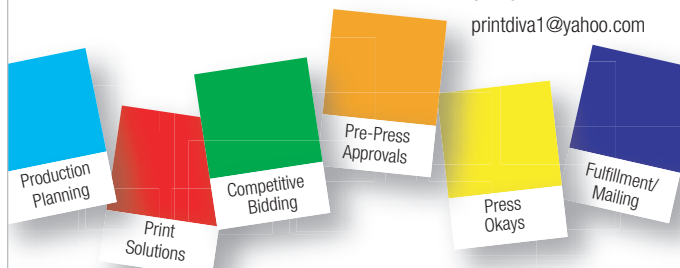 printdiva1@yahoo.com
Production
Planning
Print
Solutions
Competitive
Bidding
Pre-Press
Approvals
Press
Okays
Fulfillment/
Mailing